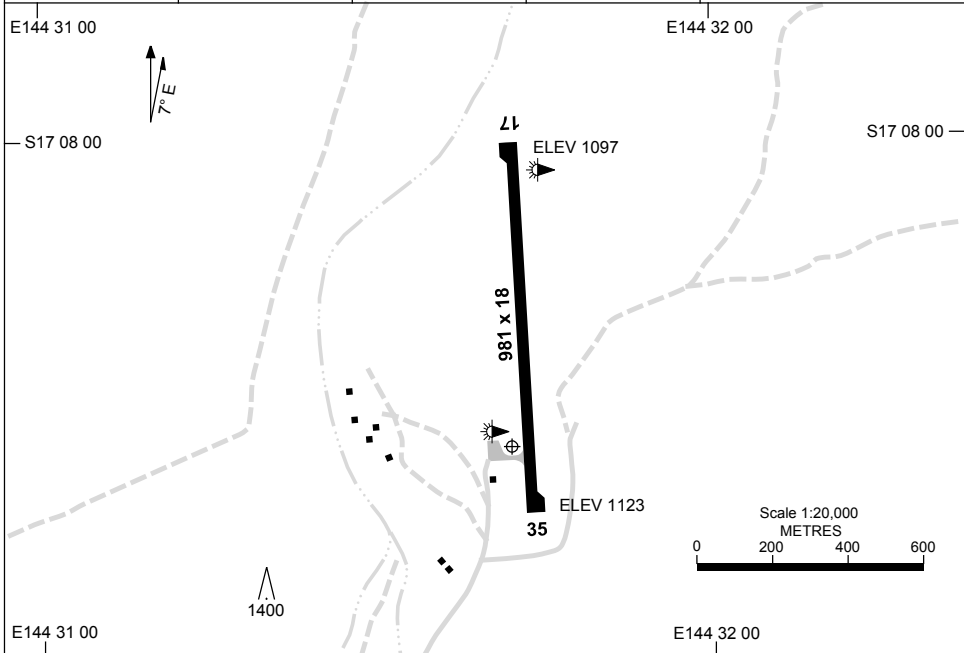 E144 31 00
E144 32 00
7° E
S17 08 00
S17 08 00
17
ELEV 1097
981 x 18
ELEV 1123
35
Scale 1:20,000
METRES
0 200 400 600
1400
E144 31 00
E144 32 00